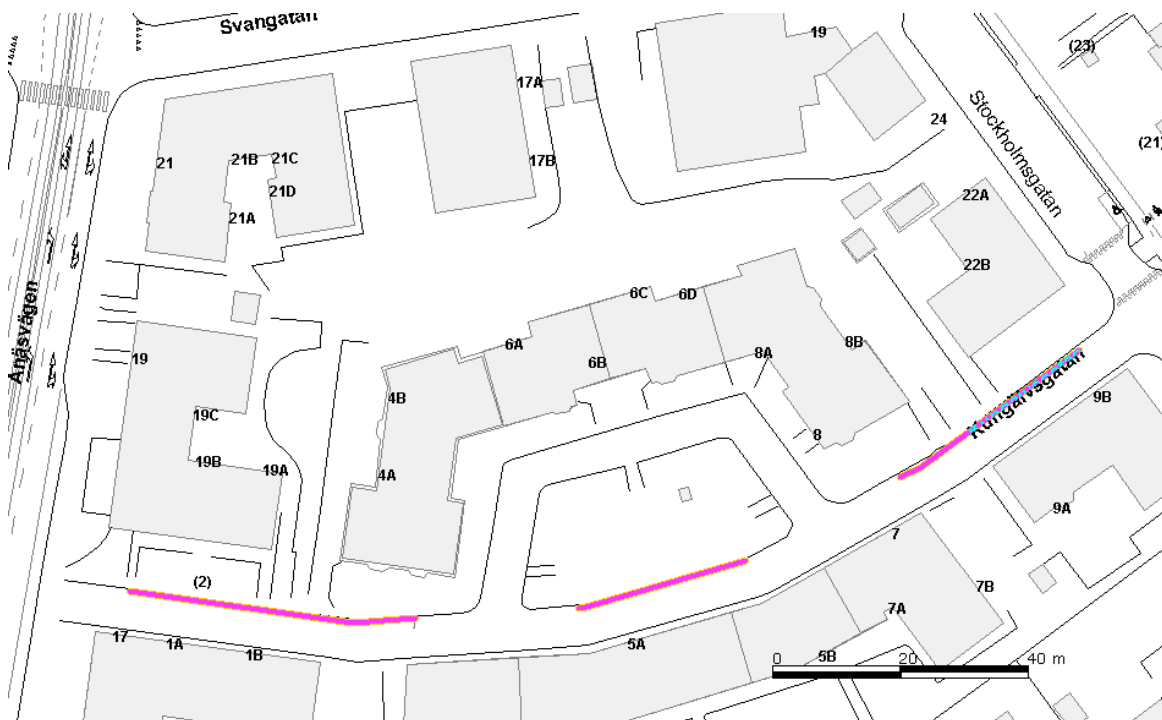 Svangatan
19
(23)
17A
Stockholmsgatan
24
(21)
21
21B
21C
17B
21D
21A
22A
22B
Anäsvägen
6C
6D
6A
8B
8A
6B
19
4B
Kungälvsgatan
9B
19C
8
19B
19A
4A
9A
7
(2)
7B
7A
17
1A
5A
1B
5B
0
20
40 m